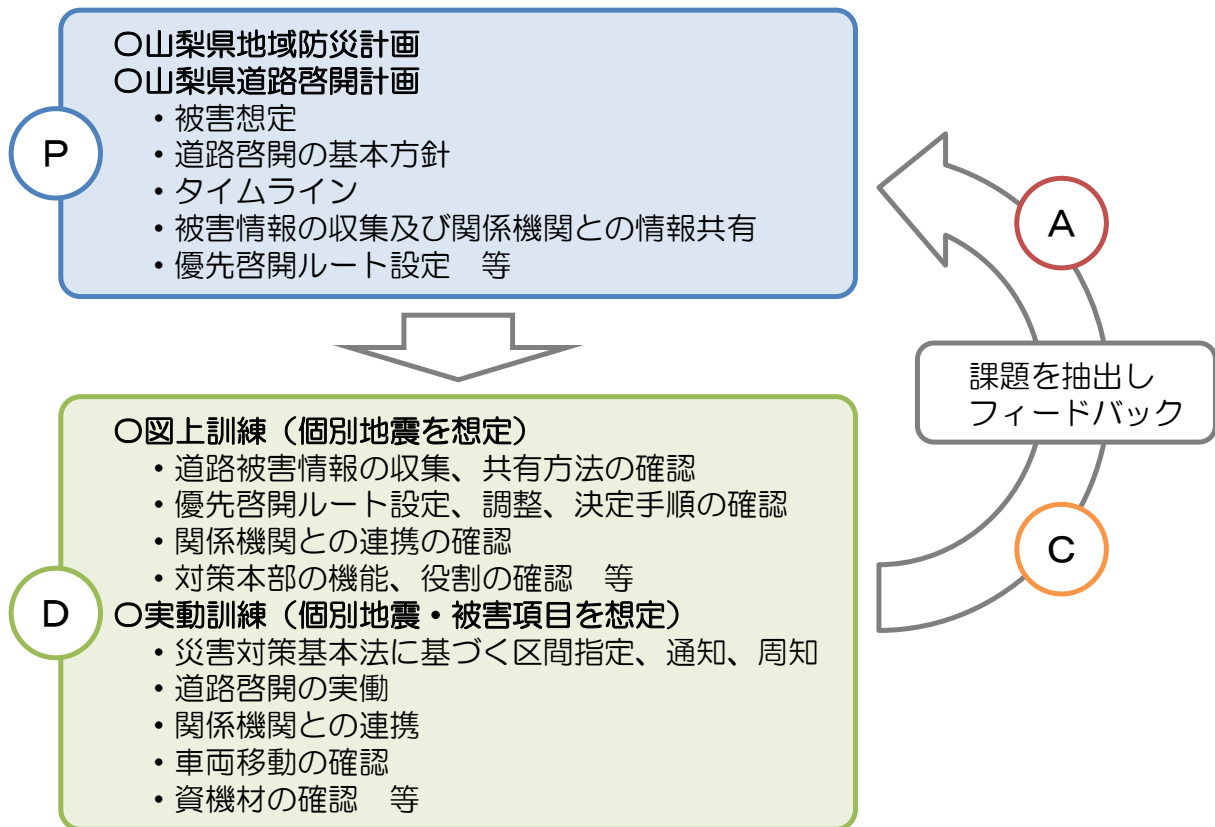 P
〇山梨県地域防災計画
〇山梨県道路啓開計画
・被害想定
・道路啓開の基本方針
・タイムライン
・被害情報の収集及び関係機関との情報共有
・優先啓開ルート設定　等
A
課題を抽出し
フィードバック
C
D
〇図上訓練（個別地震を想定）
・道路被害情報の収集、共有方法の確認
・優先啓開ルート設定、調整、決定手順の確認
・関係機関との連携の確認
・対策本部の機能、役割の確認　等
〇実動訓練（個別地震・被害項目を想定）
・災害対策基本法に基づく区間指定、通知、周知
・道路啓開の実働
・関係機関との連携
・車両移動の確認
・資機材の確認　等